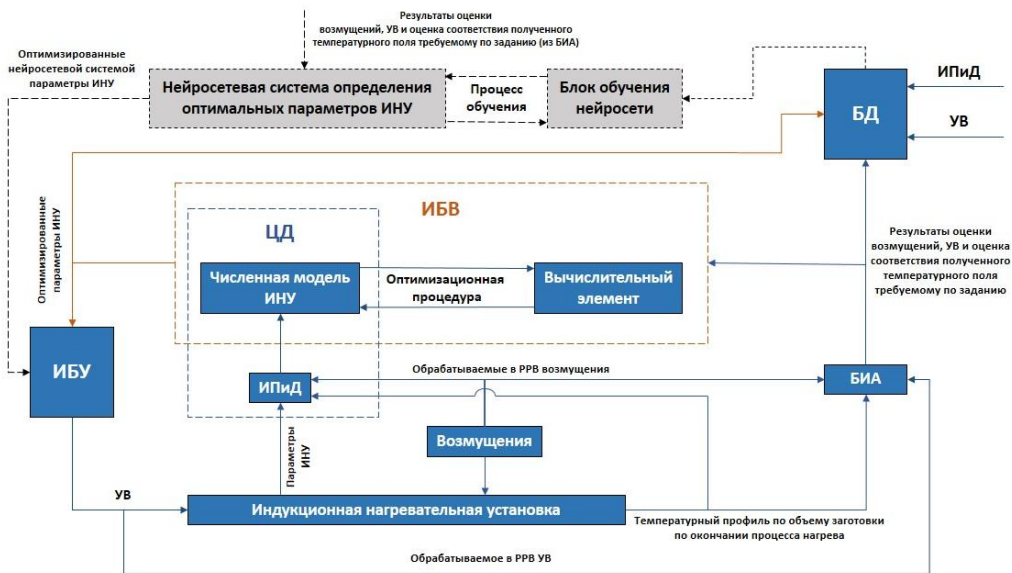 Результаты оценки
возмущений, УВ и оценка соответствия полученного
температурного поля требуемому по заданию (из БИА)
Оптимизированные
нейросетевой системой
параметры ИНУ
Нейросетевая система определения
оптимальных параметров ИНУ
Процесс
обучения
Блок обучения
нейросети
БД
ИПиД
УВ
ИБВ
ЦД
Численная модель
ИНУ
Оптимизационная
процедура
Вычислительный
элемент
Оптимизированные
параметры ИНУ
Результаты оценки
возмущений, УВ и оценка
соответствия полученного
температурного поля
требуемому по заданию
ИБУ
ИПиД
Обрабатываемые в РРВ возмущения
БИА
Возмущения
Параметры
ИНУ
УВ
Индукционная нагревательная установка
Температурный профиль по объему заготовки
по окончании процесса нагрева
Обрабатываемое в РРВ УВ